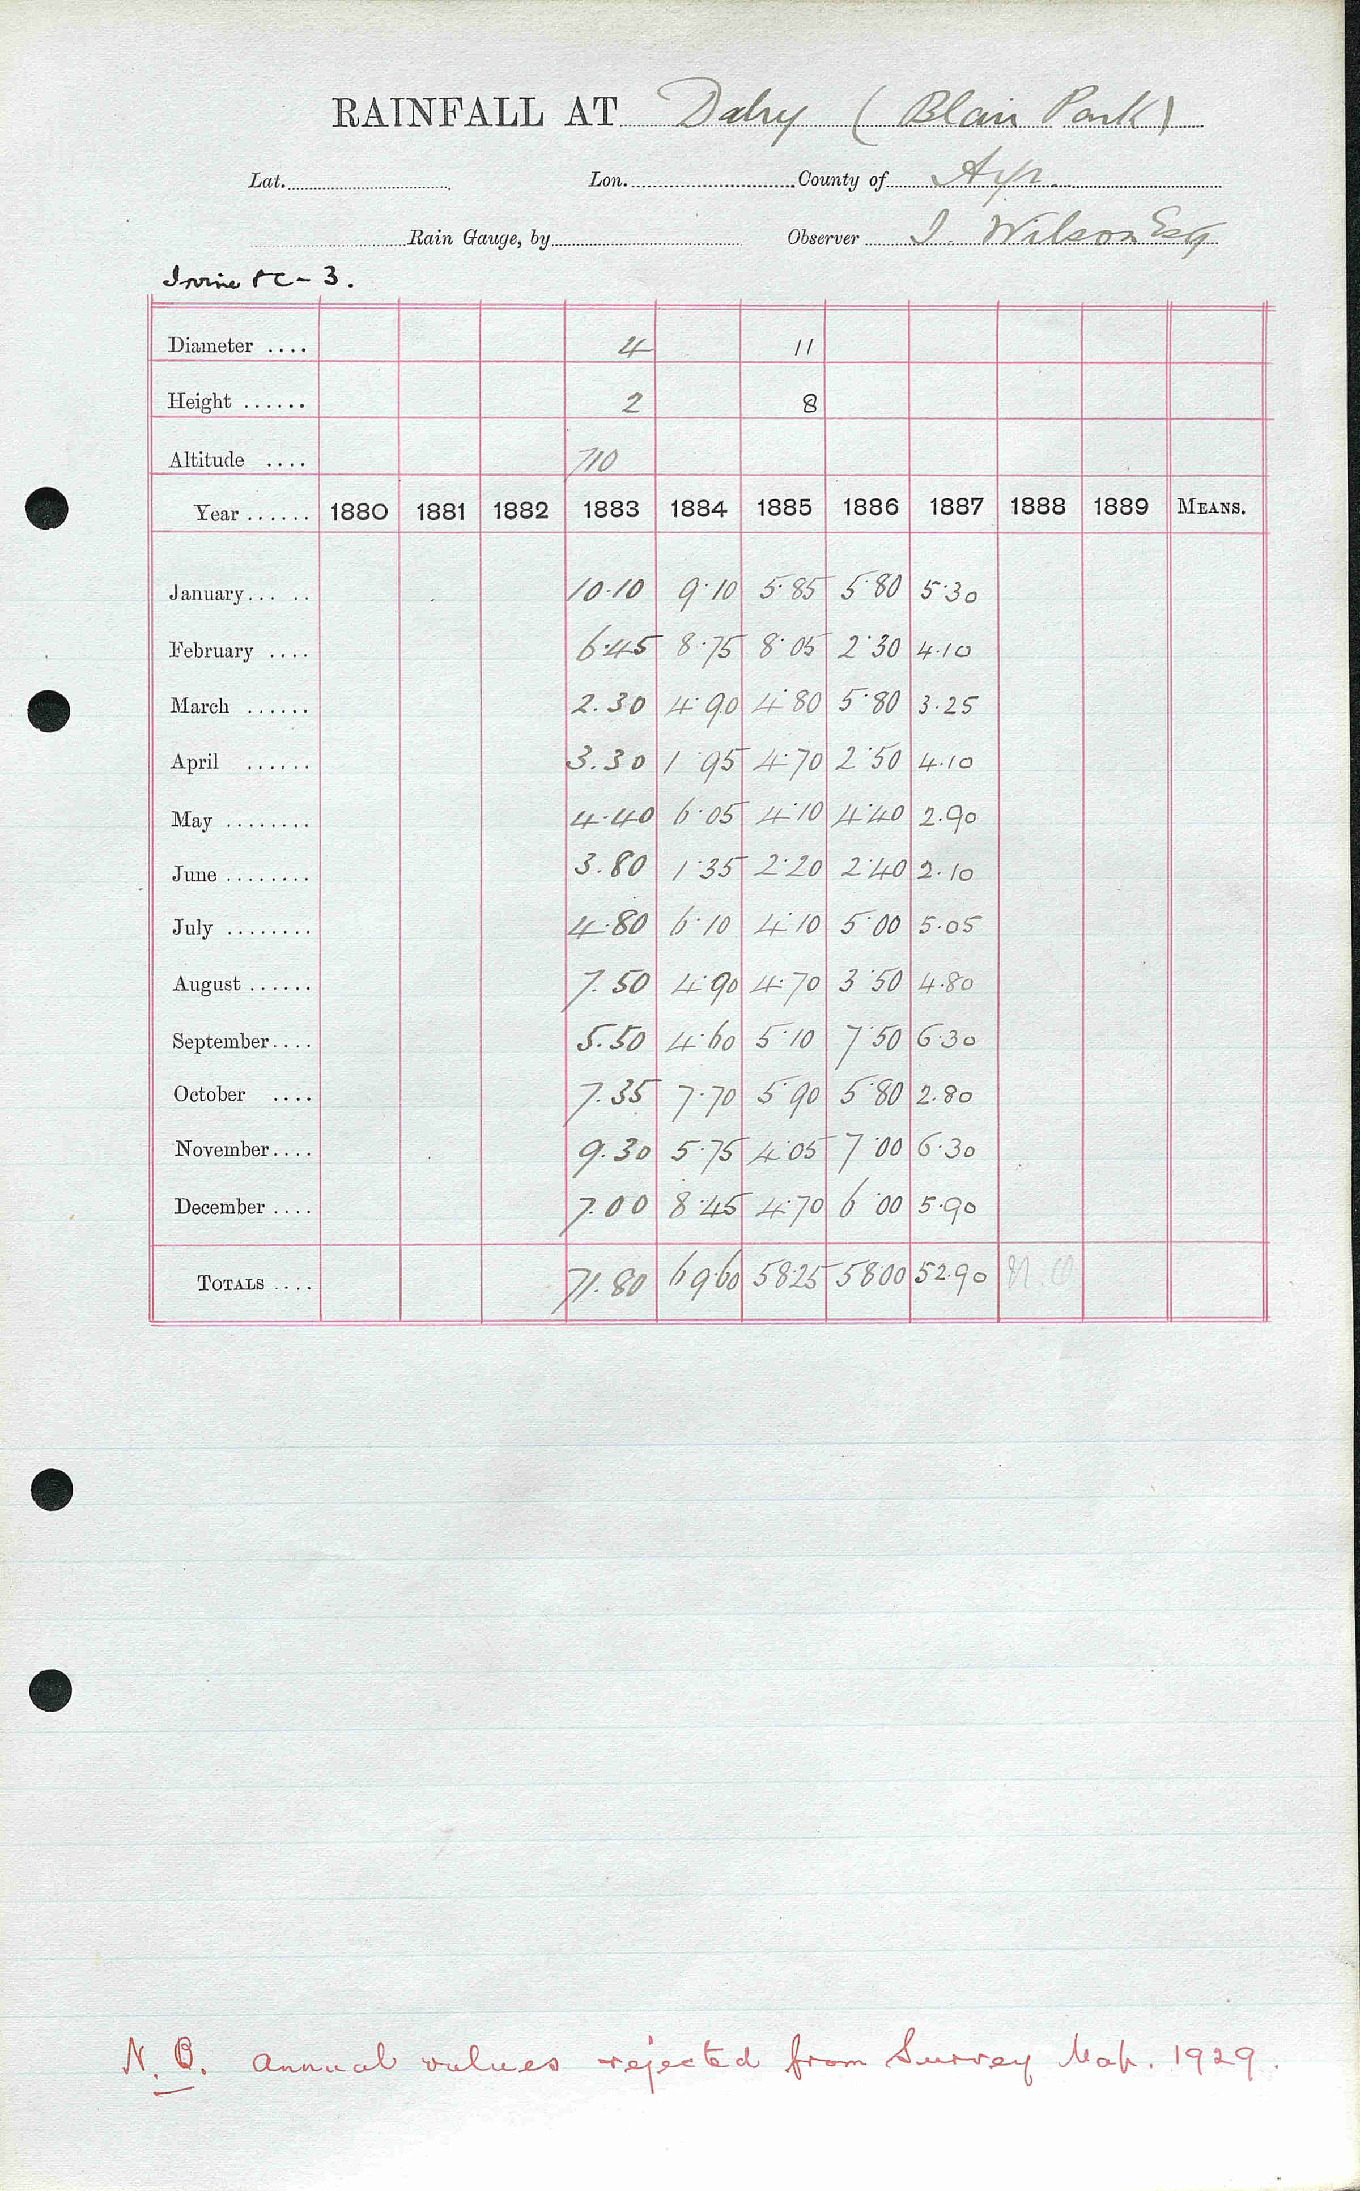 RAINFALL AT Dalry (Blair Park)
Lat. Lon. County of Ayr.
Rain Gauge, by Observer J. Wilson Esq
Irvine RC - 3.
Diameter .... 4 11
Height ...... 2 8
Altitude .... 710
Year ...... 1880 1881 1882 1883 1884 1885 1886 1887 1888 1889 MEANS.
January... .. 10.10 9.10 5.85 5.80 5.30
February .... 6.45 8.75 8.05 2.30 4.10
March ...... 2.30 4.90 4.80 5.80 3.25
April ...... 3.30 1.95 4.70 2.50 4.10
May ........ 4.40 6.05 4.10 4.40 2.90
June ........ 3.80 1.35 2.20 2.40 2.10
July ........ 4.80 6.10 4.10 5.00 5.05
August ...... 7.50 4.90 4.70 3.50 4.80
September.... 5.50 4.60 5.10 7.50 6.30
October .... 7.35 7.70 5.90 5.80 2.80
November.... 9.30 5.75 4.05 7.00 6.30
December .... 7.00 8.45 4.70 6.00 5.90
TOTALS .... 71.80 69.60 58.25 58.00 52.90
N.B. Annual values rejected from Survey Map. 1929.